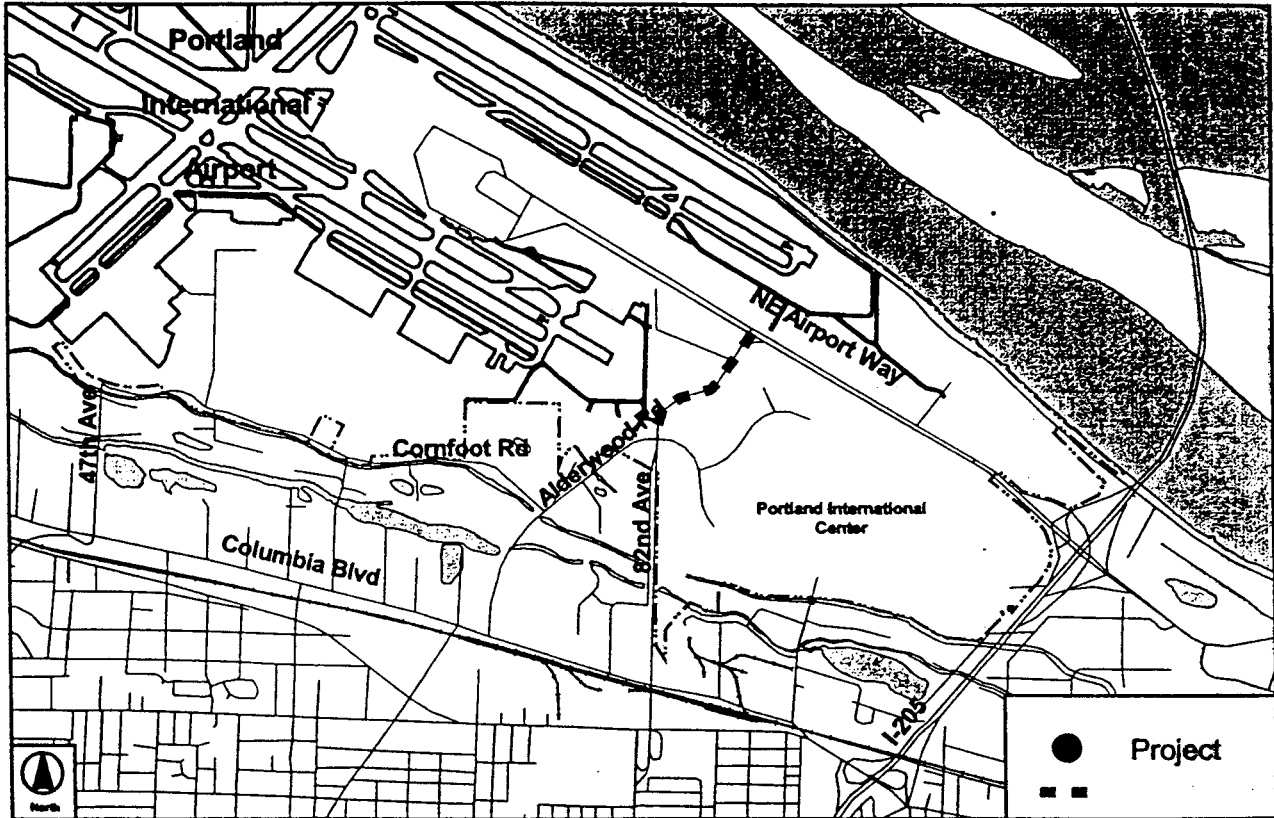 Portland
International
Airport
NE Airport Way
47th Ave
Cornfoot Rd
Alderwood Rd
82nd Ave
Portland International
Center
Columbia Blvd
I-205
Project
North